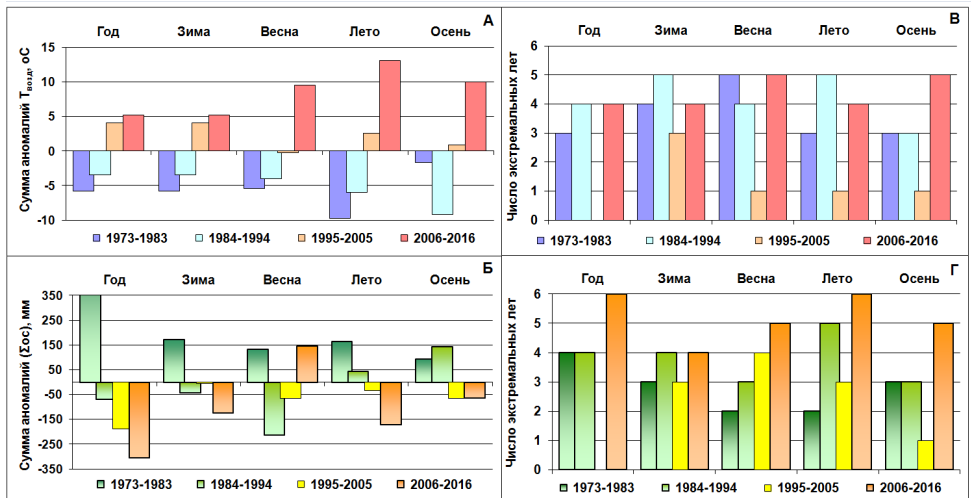 А
Год Зима Весна Лето Осень
Сумма аномалий Tвозд, оС
15
10
5
0
-5
-10
1973-1983 1984-1994 1995-2005 2006-2016
В
Год Зима Весна Лето Осень
Число экстремальных лет
6
5
4
3
2
1
0
1973-1983 1984-1994 1995-2005 2006-2016
Б
Год Зима Весна Лето Осень
Сумма аномалий (Σос), мм
350
250
150
50
-50
-150
-250
-350
1973-1983 1984-1994 1995-2005 2006-2016
Г
Год Зима Весна Лето Осень
Число экстремальных лет
6
5
4
3
2
1
0
1973-1983 1984-1994 1995-2005 2006-2016